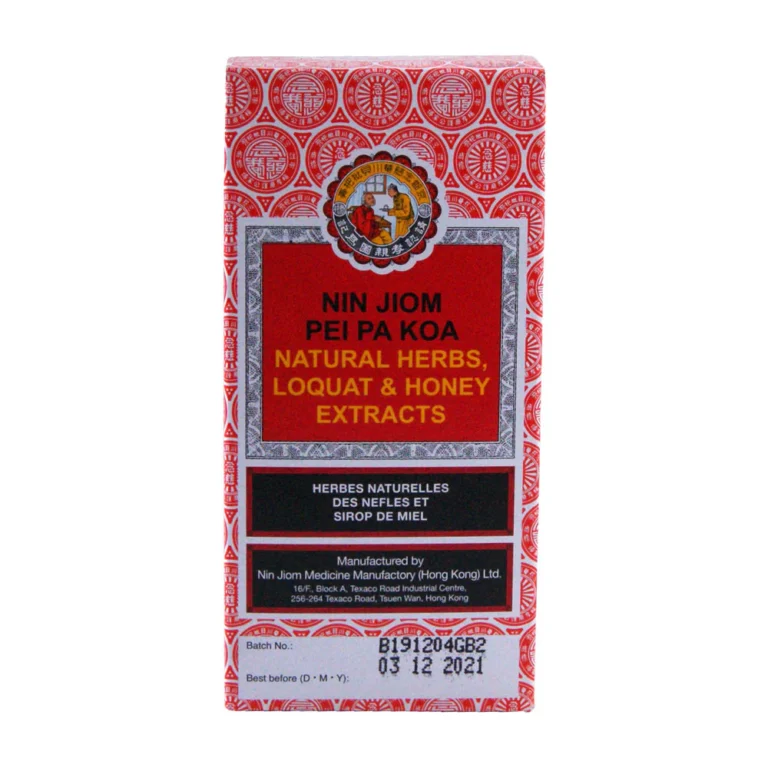 NIN JIOM
PEI PA KOA
NATURAL HERBS,
LOQUAT & HONEY
EXTRACTS
HERBES NATURELLES
DES NEFLES ET
SIROP DE MIEL
Manufactured by
Nin Jiom Medicine Manufactory (Hong Kong) Ltd.
16/F., Block A, Texaco Road Industrial Centre,
256-264 Texaco Road, Tsuen Wan, Hong Kong
Batch No.: B191204GB2
03 12 2021
Best before (D・M・Y):